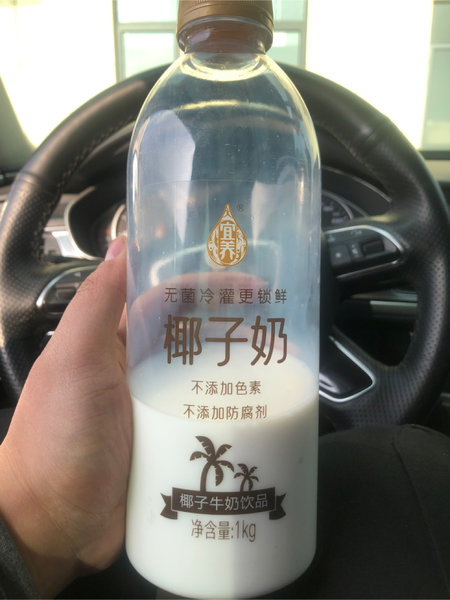 宜养
®
无菌冷灌更锁鲜
椰子奶
不添加色素
不添加防腐剂
椰子牛奶饮品
净含量:1kg